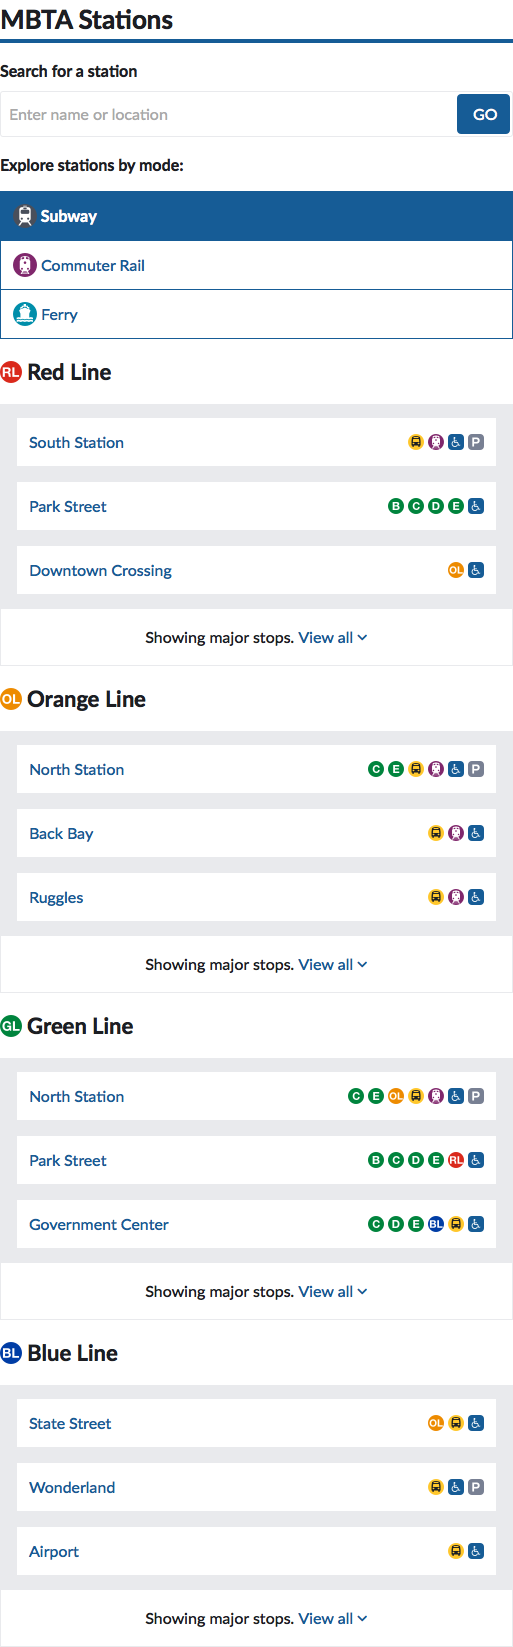 MBTA Stations
Search for a station
Enter name or location GO
Explore stations by mode:
Subway
Commuter Rail
Ferry
RL Red Line
South Station P
Park Street B C D E
Downtown Crossing OL
Showing major stops. View all
OL Orange Line
North Station C E P
Back Bay
Ruggles
Showing major stops. View all
GL Green Line
North Station C E OL P
Park Street B C D E RL
Government Center C D E BL
Showing major stops. View all
BL Blue Line
State Street OL
Wonderland P
Airport
Showing major stops. View all